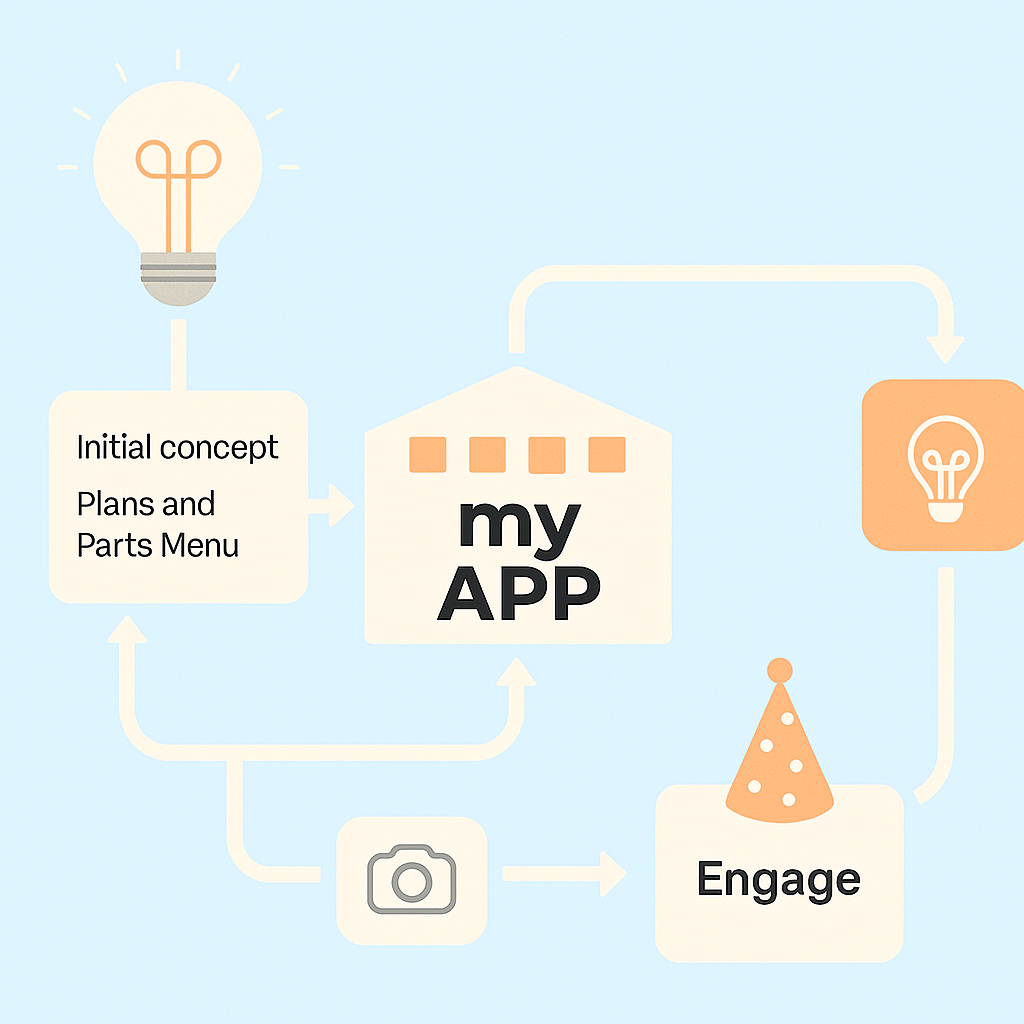 Initial concept
Plans and
Parts Menu
my
APP
Engage